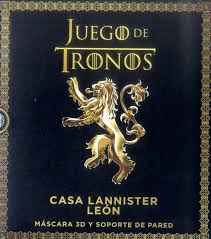 JUEGO DE
TRONOS
CASA LANNISTER
LEÓN
MÁSCARA 3D Y SOPORTE DE PARED